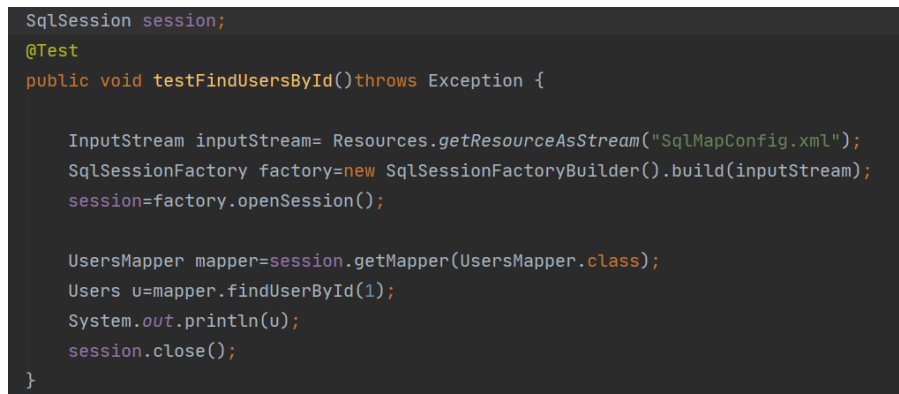 SqlSession session;
@Test
public void testFindUsersById()throws Exception {
InputStream inputStream= Resources.getResourceAsStream("SqlMapConfig.xml");
SqlSessionFactory factory=new SqlSessionFactoryBuilder().build(inputStream);
session=factory.openSession();
UsersMapper mapper=session.getMapper(UsersMapper.class);
Users u=mapper.findUserById(1);
System.out.println(u);
session.close();
}